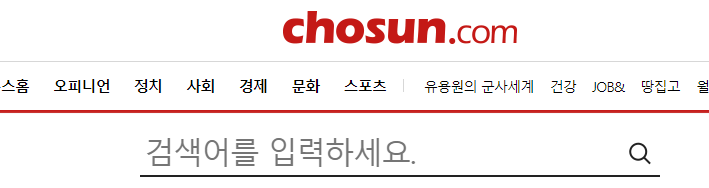 chosun.com
스홈 오피니언 정치 사회 경제 문화 스포츠 유용원의 군사세계 건강 JOB& 땅집고 월
검색어를 입력하세요.